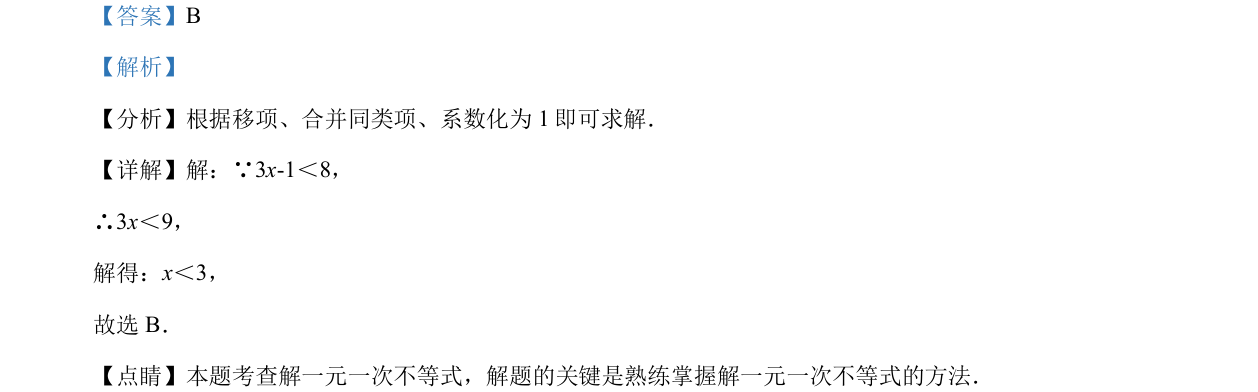 【答案】B
【解析】
【分析】根据移项、合并同类项、系数化为 1 即可求解．
【详解】解：∵3x-1＜8，
∴3x＜9，
解得：x＜3，
故选 B．
【点睛】本题考查解一元一次不等式，解题的关键是熟练掌握解一元一次不等式的方法．